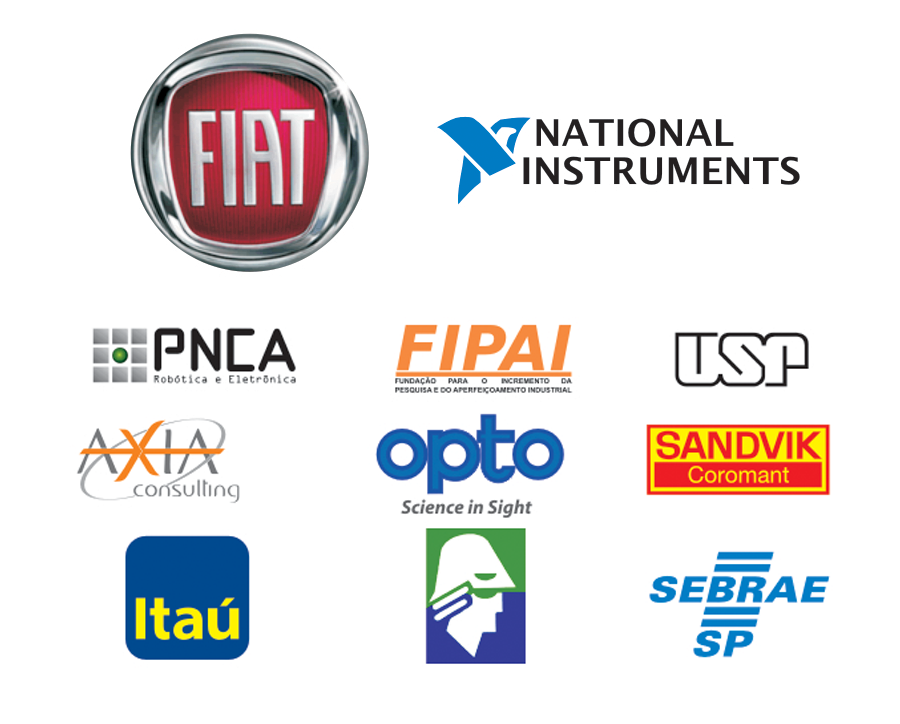 FIAT
NATIONAL
INSTRUMENTS
PNCA
Robótica e Eletrônica
FIPAI
FUNDAÇÃO PARA O INCREMENTO DA
PESQUISA E DO APERFEIÇOAMENTO INDUSTRIAL
USP
AXIA
consulting
opto
Science in Sight
SANDVIK
Coromant
Itaú
SEBRAE
SP